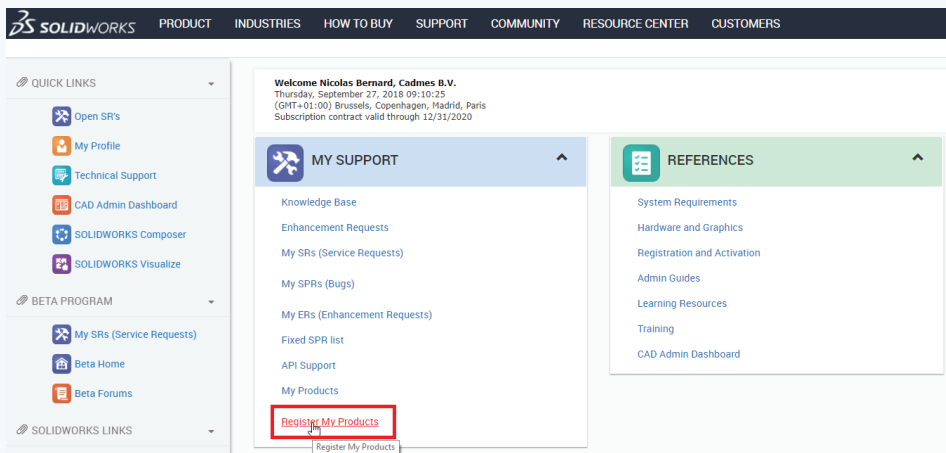 SOLIDWORKS PRODUCT INDUSTRIES HOW TO BUY SUPPORT COMMUNITY RESOURCE CENTER CUSTOMERS
QUICK LINKS
Open SR's
My Profile
Technical Support
CAD Admin Dashboard
SOLIDWORKS Composer
SOLIDWORKS Visualize
BETA PROGRAM
My SRs (Service Requests)
Beta Home
Beta Forums
SOLIDWORKS LINKS
Welcome Nicolas Bernard, Cadmes B.V.
Thursday, September 27, 2018 09:10:25
(GMT+01:00) Brussels, Copenhagen, Madrid, Paris
Subscription contract valid through 12/31/2020
MY SUPPORT
Knowledge Base
Enhancement Requests
My SRs (Service Requests)
My SPRs (Bugs)
My ERs (Enhancement Requests)
Fixed SPR list
API Support
My Products
Register My Products
Register My Products
REFERENCES
System Requirements
Hardware and Graphics
Registration and Activation
Admin Guides
Learning Resources
Training
CAD Admin Dashboard